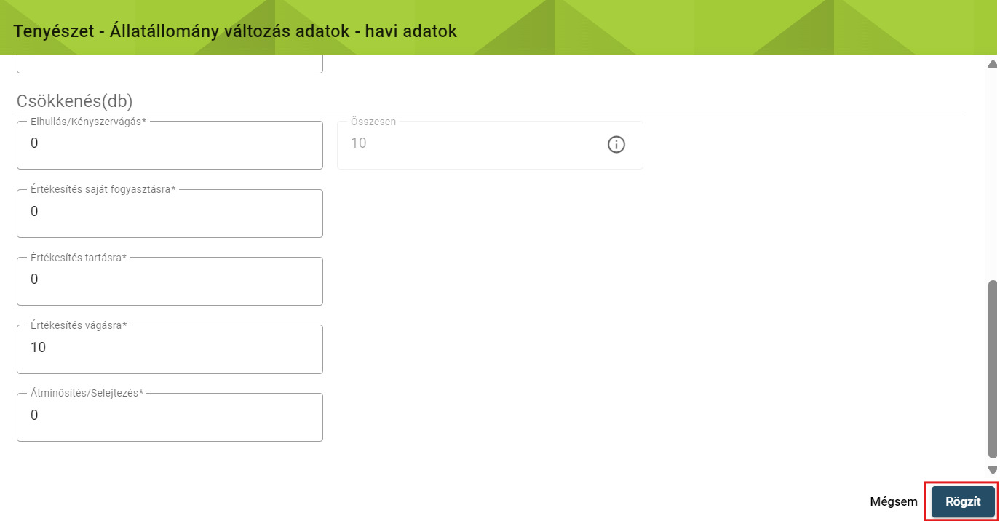 Tenyészet - Állatállomány változás adatok - havi adatok
Csökkenés(db)
Elhullás/Kényszervágás*
0
Összesen
10
Értékesítés saját fogyasztásra*
0
Értékesítés tartásra*
0
Értékesítés vágásra*
10
Átminősítés/Selejtezés*
0
Mégsem
Rögzít